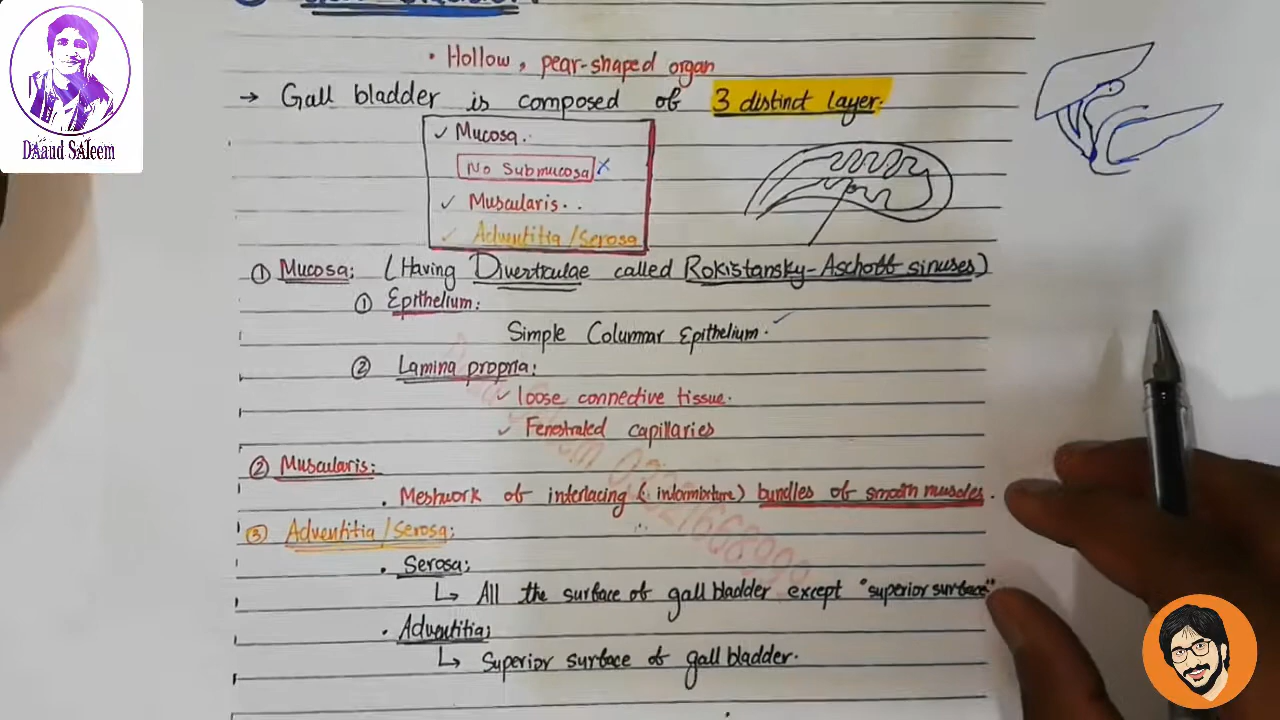 DAaud SAleem
• Hollow, pear-shaped organ
→ Gall bladder is composed of 3 distinct layer.
✓ Mucosa.
No Submucosa x
✓ Muscularis..
✓ Adventitia/Serosa
① Mucosa: (Having Diverticulae called Rokistansky-Aschoff sinuses)
① Epithelium:
Simple Columnar Epithelium. ✓
② Lamina propria:
✓ loose connective tissue.
✓ Fenestrated capillaries
② Muscularis:
• Meshwork of interlacing (informixture) bundles of smooth muscles.
③ Adventitia/Serosa:
• Serosa:
↳ All the surface of gall bladder except "superior surface"
• Adventitia:
↳ Superior surface of gall bladder.